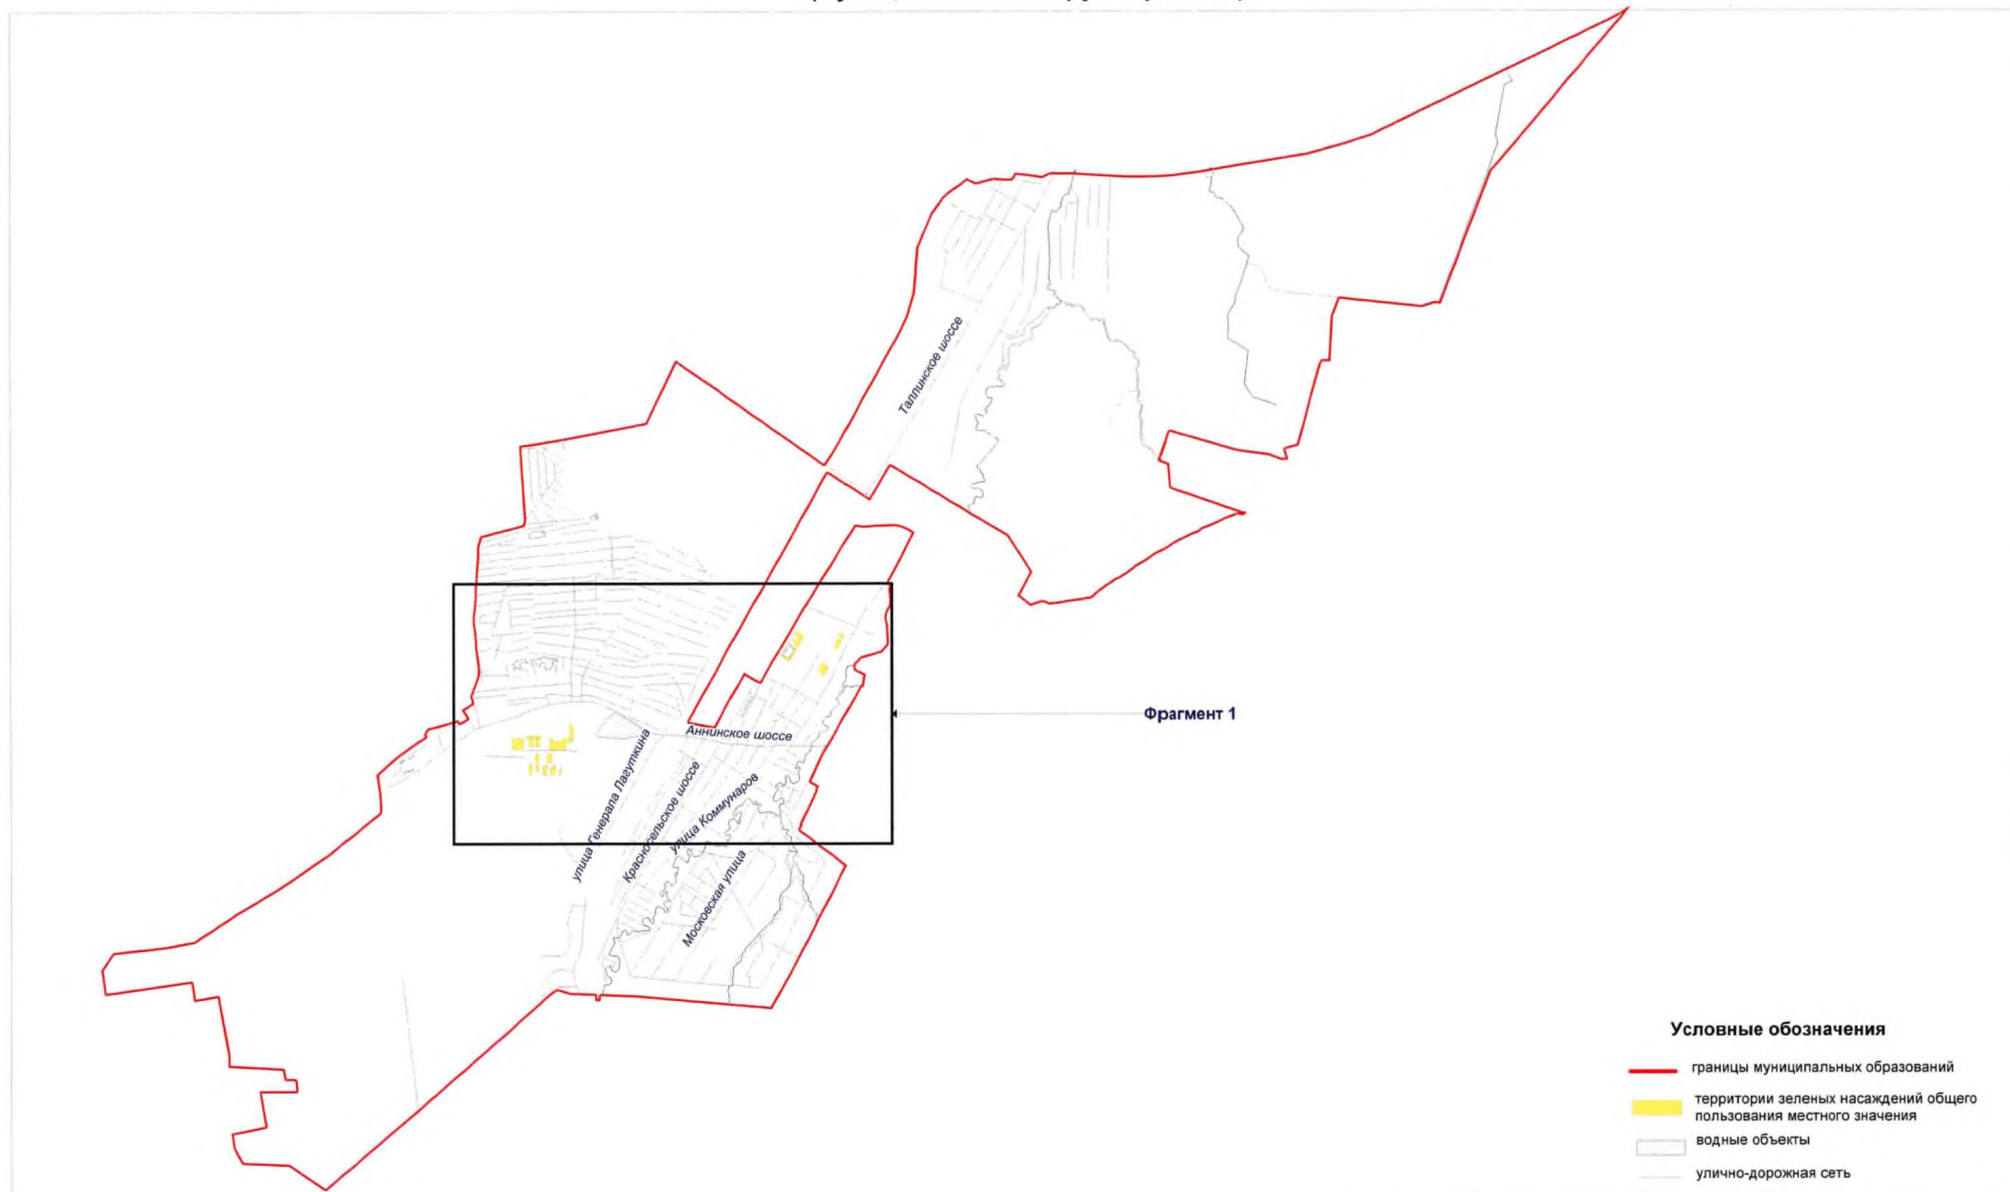 Таллинское шоссе
Фрагмент 1
Аннинское шоссе
улица Генерала Лагуткина
Красносельское шоссе
улица Коммунаров
Московская улица
Условные обозначения
границы муниципальных образований
территории зеленых насаждений общего
пользования местного значения
водные объекты
улично-дорожная сеть